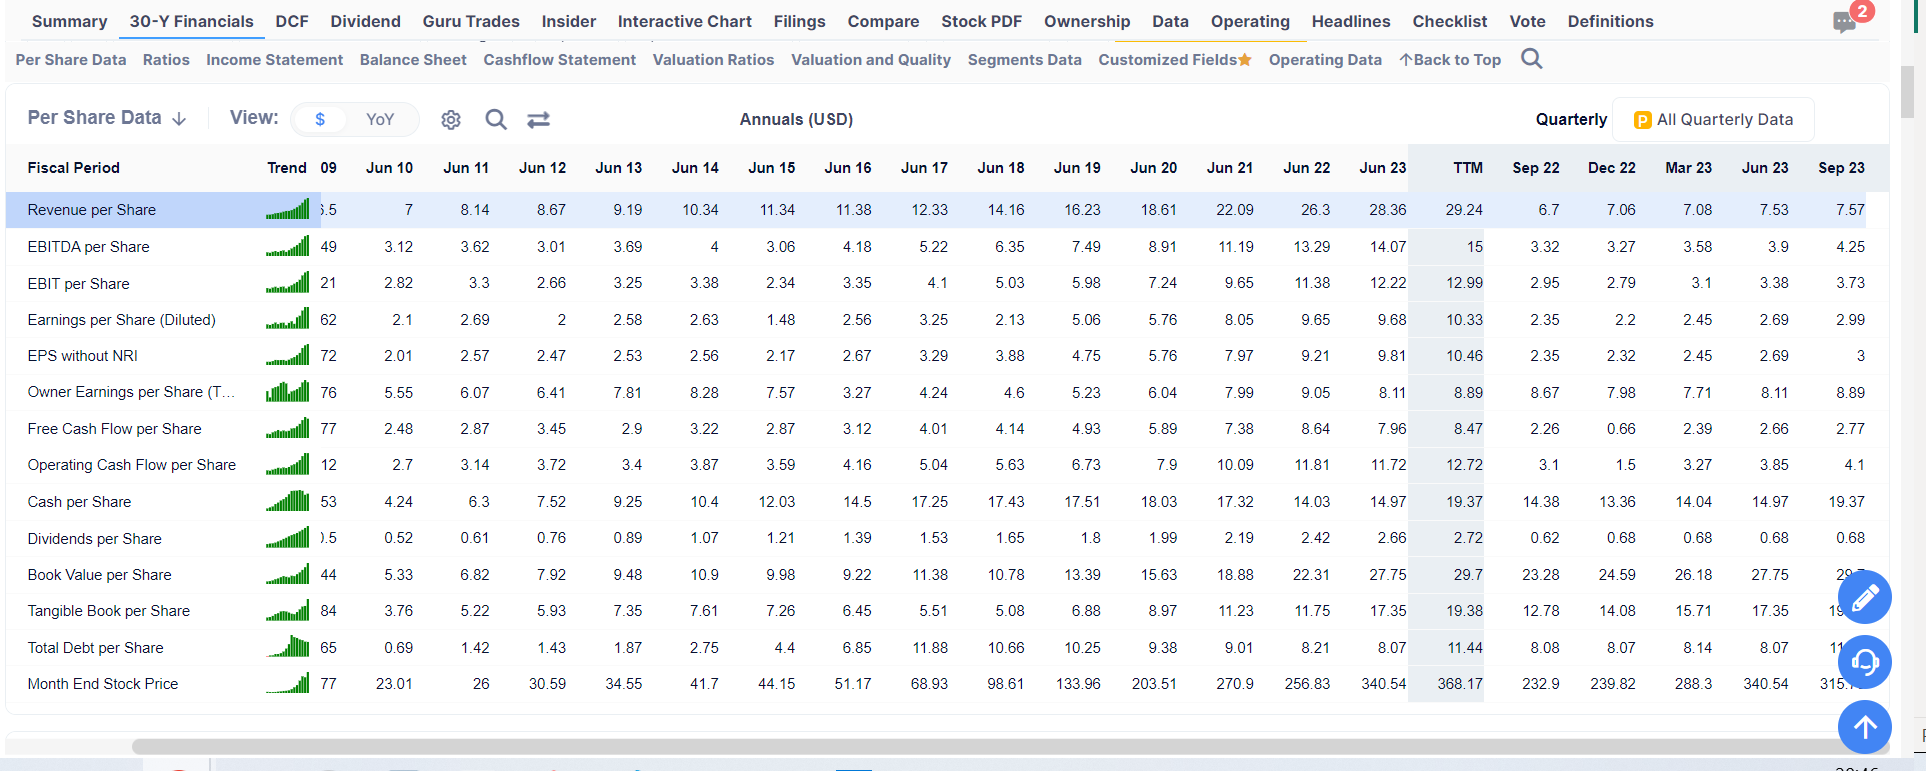 Summary 30-Y Financials DCF Dividend Guru Trades Insider Interactive Chart Filings Compare Stock PDF Ownership Data Operating Headlines Checklist Vote Definitions 2
Per Share Data Ratios Income Statement Balance Sheet Cashflow Statement Valuation Ratios Valuation and Quality Segments Data Customized Fields Operating Data ↑Back to Top
Per Share Data ↓ View: $ YoY Annuals (USD) Quarterly P All Quarterly Data
Fiscal Period Trend 09 Jun 10 Jun 11 Jun 12 Jun 13 Jun 14 Jun 15 Jun 16 Jun 17 Jun 18 Jun 19 Jun 20 Jun 21 Jun 22 Jun 23 TTM Sep 22 Dec 22 Mar 23 Jun 23 Sep 23
Revenue per Share .5 7 8.14 8.67 9.19 10.34 11.34 11.38 12.33 14.16 16.23 18.61 22.09 26.3 28.36 29.24 6.7 7.06 7.08 7.53 7.57
EBITDA per Share 49 3.12 3.62 3.01 3.69 4 3.06 4.18 5.22 6.35 7.49 8.91 11.19 13.29 14.07 15 3.32 3.27 3.58 3.9 4.25
EBIT per Share 21 2.82 3.3 2.66 3.25 3.38 2.34 3.35 4.1 5.03 5.98 7.24 9.65 11.38 12.22 12.99 2.95 2.79 3.1 3.38 3.73
Earnings per Share (Diluted) 62 2.1 2.69 2 2.58 2.63 1.48 2.56 3.25 2.13 5.06 5.76 8.05 9.65 9.68 10.33 2.35 2.2 2.45 2.69 2.99
EPS without NRI 72 2.01 2.57 2.47 2.53 2.56 2.17 2.67 3.29 3.88 4.75 5.76 7.97 9.21 9.81 10.46 2.35 2.32 2.45 2.69 3
Owner Earnings per Share (T... 76 5.55 6.07 6.41 7.81 8.28 7.57 3.27 4.24 4.6 5.23 6.04 7.99 9.05 8.11 8.89 8.67 7.98 7.71 8.11 8.89
Free Cash Flow per Share 77 2.48 2.87 3.45 2.9 3.22 2.87 3.12 4.01 4.14 4.93 5.89 7.38 8.64 7.96 8.47 2.26 0.66 2.39 2.66 2.77
Operating Cash Flow per Share 12 2.7 3.14 3.72 3.4 3.87 3.59 4.16 5.04 5.63 6.73 7.9 10.09 11.81 11.72 12.72 3.1 1.5 3.27 3.85 4.1
Cash per Share 53 4.24 6.3 7.52 9.25 10.4 12.03 14.5 17.25 17.43 17.51 18.03 17.32 14.03 14.97 19.37 14.38 13.36 14.04 14.97 19.37
Dividends per Share .5 0.52 0.61 0.76 0.89 1.07 1.21 1.39 1.53 1.65 1.8 1.99 2.19 2.42 2.66 2.72 0.62 0.68 0.68 0.68 0.68
Book Value per Share 44 5.33 6.82 7.92 9.48 10.9 9.98 9.22 11.38 10.78 13.39 15.63 18.88 22.31 27.75 29.7 23.28 24.59 26.18 27.75
Tangible Book per Share 84 3.76 5.22 5.93 7.35 7.61 7.26 6.45 5.51 5.08 6.88 8.97 11.23 11.75 17.35 19.38 12.78 14.08 15.71 17.35
Total Debt per Share 65 0.69 1.42 1.43 1.87 2.75 4.4 6.85 11.88 10.66 10.25 9.38 9.01 8.21 8.07 11.44 8.08 8.07 8.14 8.07
Month End Stock Price 77 23.01 26 30.59 34.55 41.7 44.15 51.17 68.93 98.61 133.96 203.51 270.9 256.83 340.54 368.17 232.9 239.82 288.3 340.54